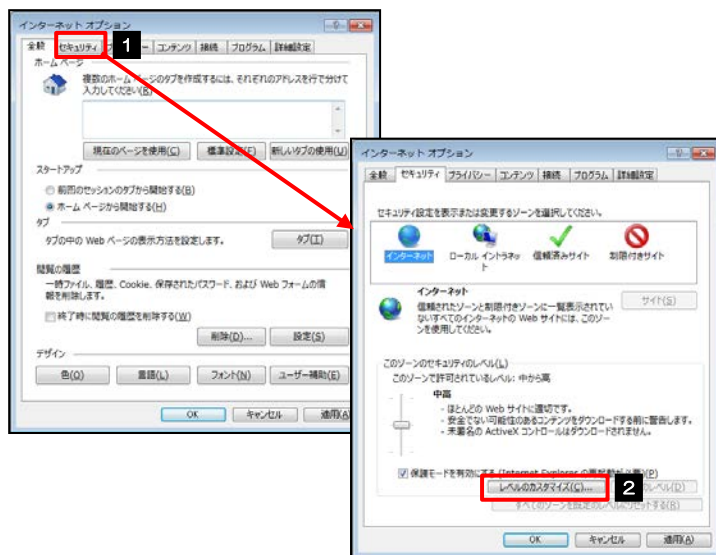 インターネット オプション
全般 セキュリティ コンテンツ 接続 プログラム 詳細設定
1
ホーム ページ
複数のホーム ページのタブを作成するには、それぞれのアドレスを行で分けて
入力してください(R)
現在のページを使用(C) 標準設定(F) 新しいタブの使用(U)
スタートアップ
前回のセッションのタブから開始する(B)
ホーム ページから開始する(H)
タブ
タブの中の Web ページの表示方法を設定します。 タブ(T)
閲覧の履歴
一時ファイル、履歴、Cookie、保存されたパスワード、および Web フォームの情
報を削除します。
終了時に閲覧の履歴を削除する(W)
削除(D)... 設定(S)
デザイン
色(O) 言語(L) フォント(N) ユーザー補助(E)
OK キャンセル 適用(A)
インターネット オプション
全般 セキュリティ プライバシー コンテンツ 接続 プログラム 詳細設定
セキュリティ設定を表示または変更するゾーンを選択してください。
インターネット ローカル イントラネッ
ト 信頼済みサイト 制限付きサイト
インターネット
信頼されたゾーンと制限付きゾーンに一覧表示されてい
ないすべてのインターネットの Web サイトには、このゾー
ンを使用してください。
サイト(S)
このゾーンのセキュリティのレベル(L)
このゾーンで許可されているレベル: 中から高
中高
- ほとんどの Web サイトに適切です。
- 安全でない可能性のあるコンテンツをダウンロードする前に警告します。
- 未署名の ActiveX コントロールはダウンロードされません。
保護モードを有効にする (Internet Explorer の再起動が必要)(P)
レベルのカスタマイズ(C)... 2 のレベル(D)
すべてのゾーンを既定のレベルにリセットする(R)
OK キャンセル 適用(A)